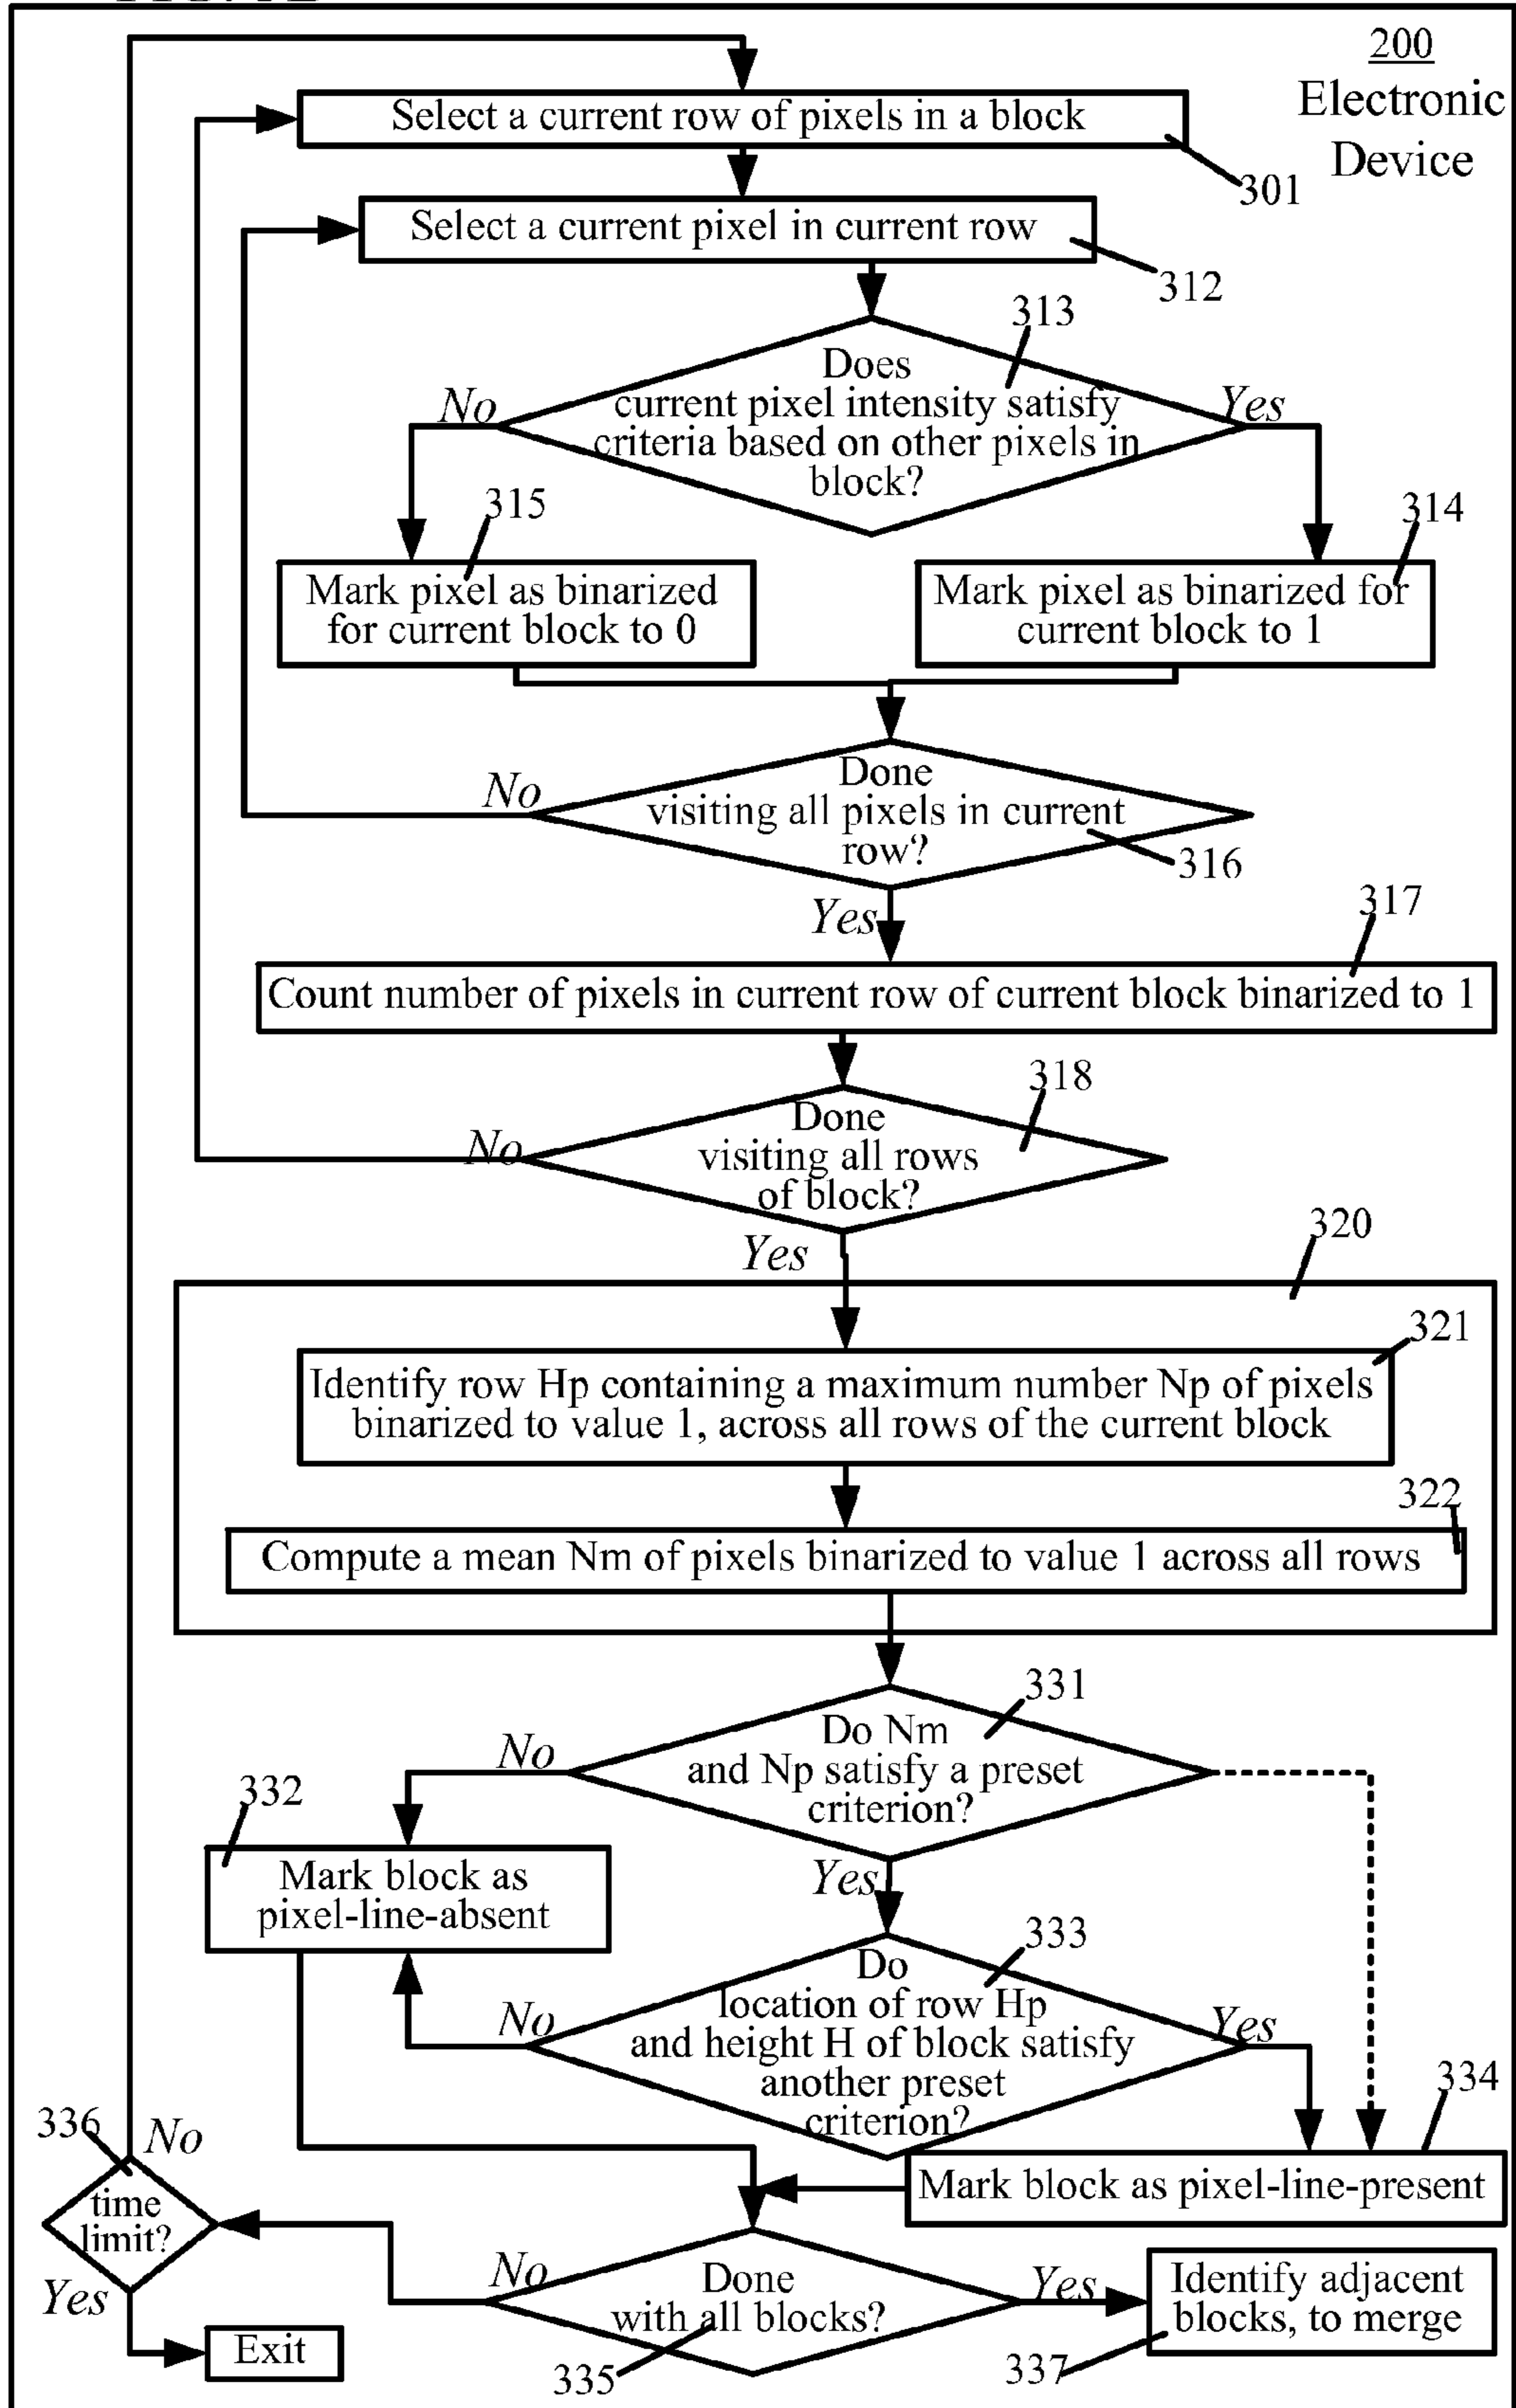 200
Electronic
Device
Select a current row of pixels in a block
301
Select a current pixel in current row
312
313
Does
current pixel intensity satisfy
criteria based on other pixels in
block?
No
Yes
315
314
Mark pixel as binarized
for current block to 0
Mark pixel as binarized for
current block to 1
Done
visiting all pixels in current
row?
No
316
Yes
317
Count number of pixels in current row of current block binarized to 1
318
Done
visiting all rows
of block?
No
Yes
320
321
Identify row Hp containing a maximum number Np of pixels
binarized to value 1, across all rows of the current block
322
Compute a mean Nm of pixels binarized to value 1 across all rows
331
Do Nm
and Np satisfy a preset
criterion?
No
332
Yes
Mark block as
pixel-line-absent
333
Do
location of row Hp
and height H of block satisfy
another preset
criterion?
No
Yes
334
336
No
Mark block as pixel-line-present
time
limit?
Yes
No
Done
with all blocks?
Yes
Identify adjacent
blocks, to merge
Exit
335
337